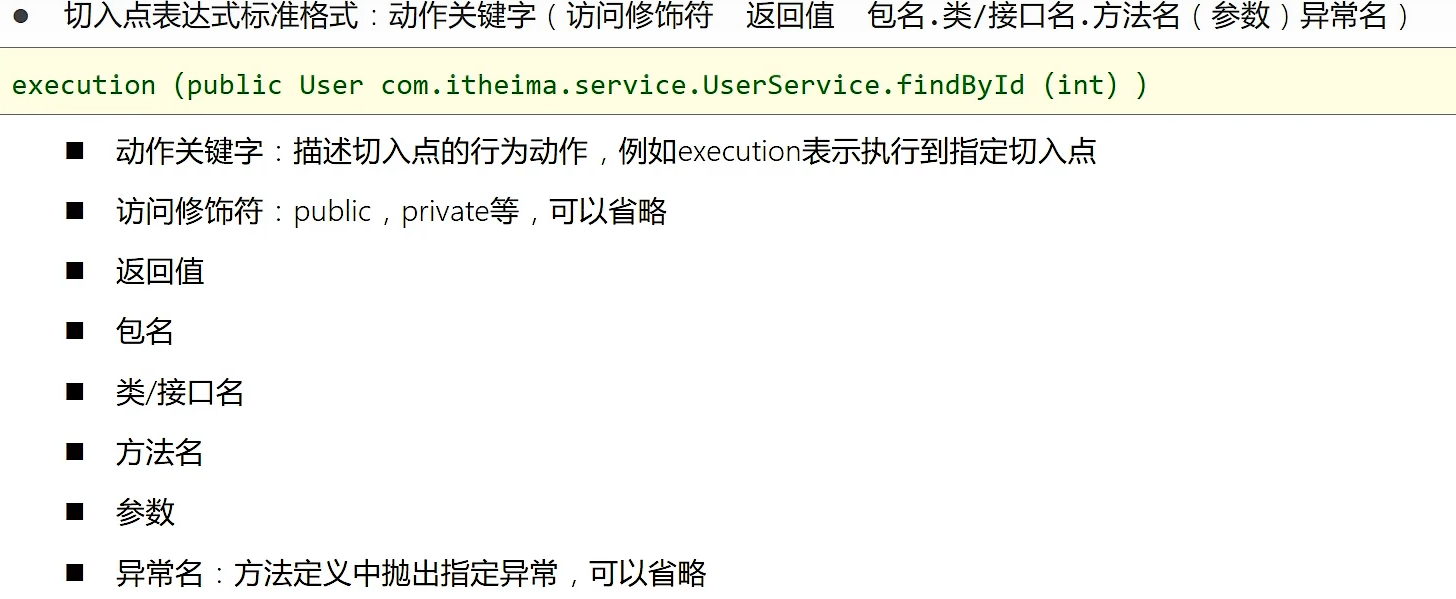 切入点表达式标准格式：动作关键字（访问修饰符  返回值  包名.类/接口名.方法名（参数）异常名）
execution (public User com.itheima.service.UserService.findById (int) )
动作关键字：描述切入点的行为动作，例如execution表示执行到指定切入点
访问修饰符：public，private等，可以省略
返回值
包名
类/接口名
方法名
参数
异常名：方法定义中抛出指定异常，可以省略